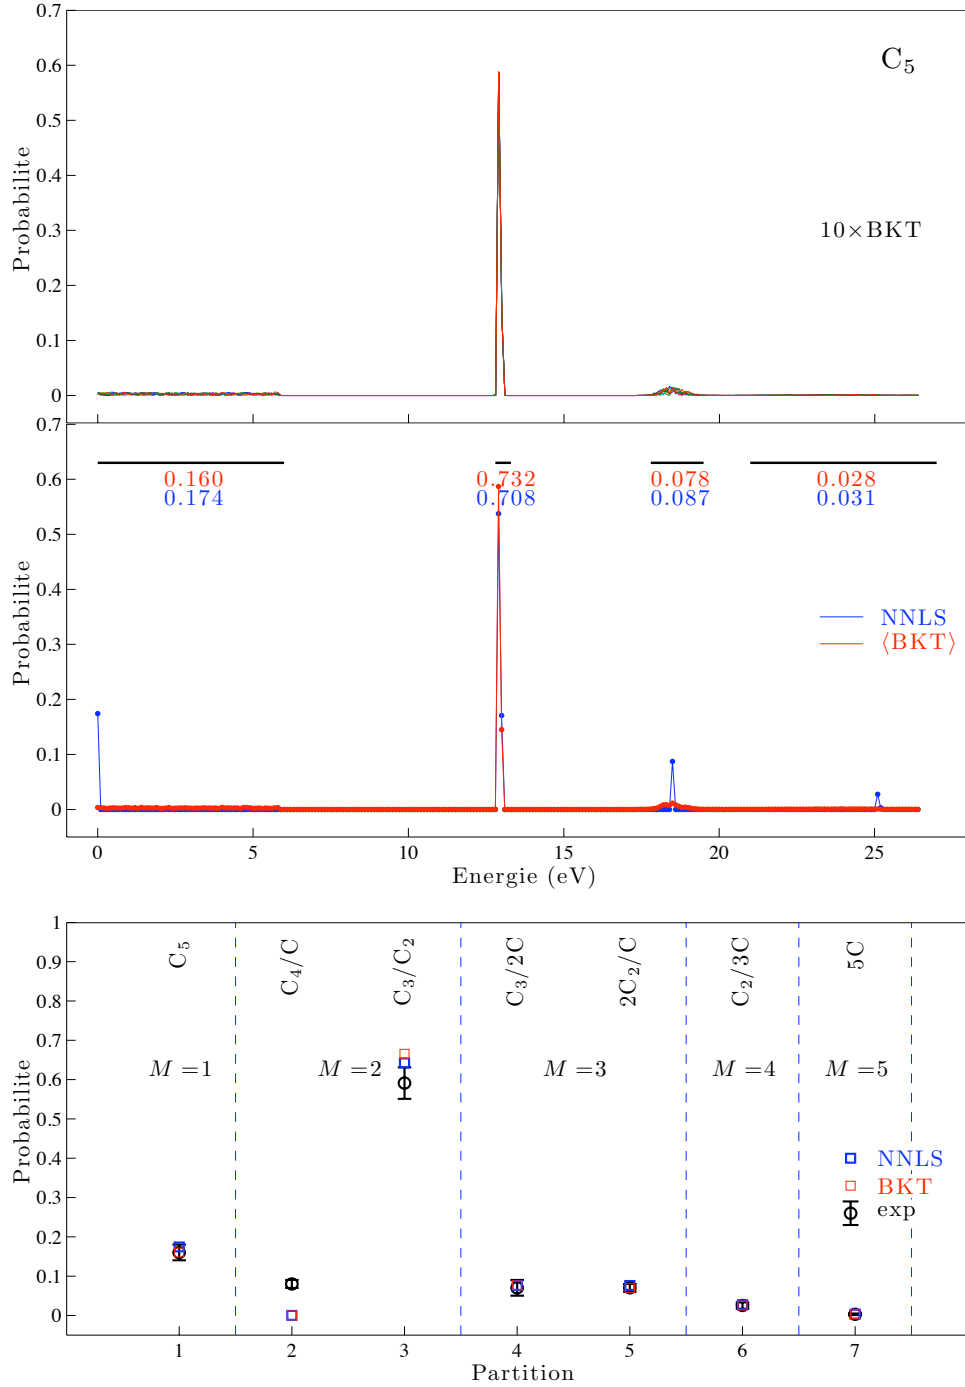 0.7
C₅
0.6
0.5
0.4
Probabilite
0.3
10×BKT
0.2
0.1
0
0.7
0.6
0.160 0.732 0.078 0.028
0.174 0.708 0.087 0.031
0.5
0.4
Probabilite
NNLS
0.3
⟨BKT⟩
0.2
0.1
0
0 5 10 15 20 25
Energie (eV)
1
C₅ C₄/C C₃/C₂ C₃/2C 2C₂/C C₂/3C 5C
0.9
0.8
0.7
M =1 M =2 M =3 M =4 M =5
0.6
Probabilite
0.5
0.4
NNLS
BKT
0.3
exp
0.2
0.1
0
1 2 3 4 5 6 7
Partition